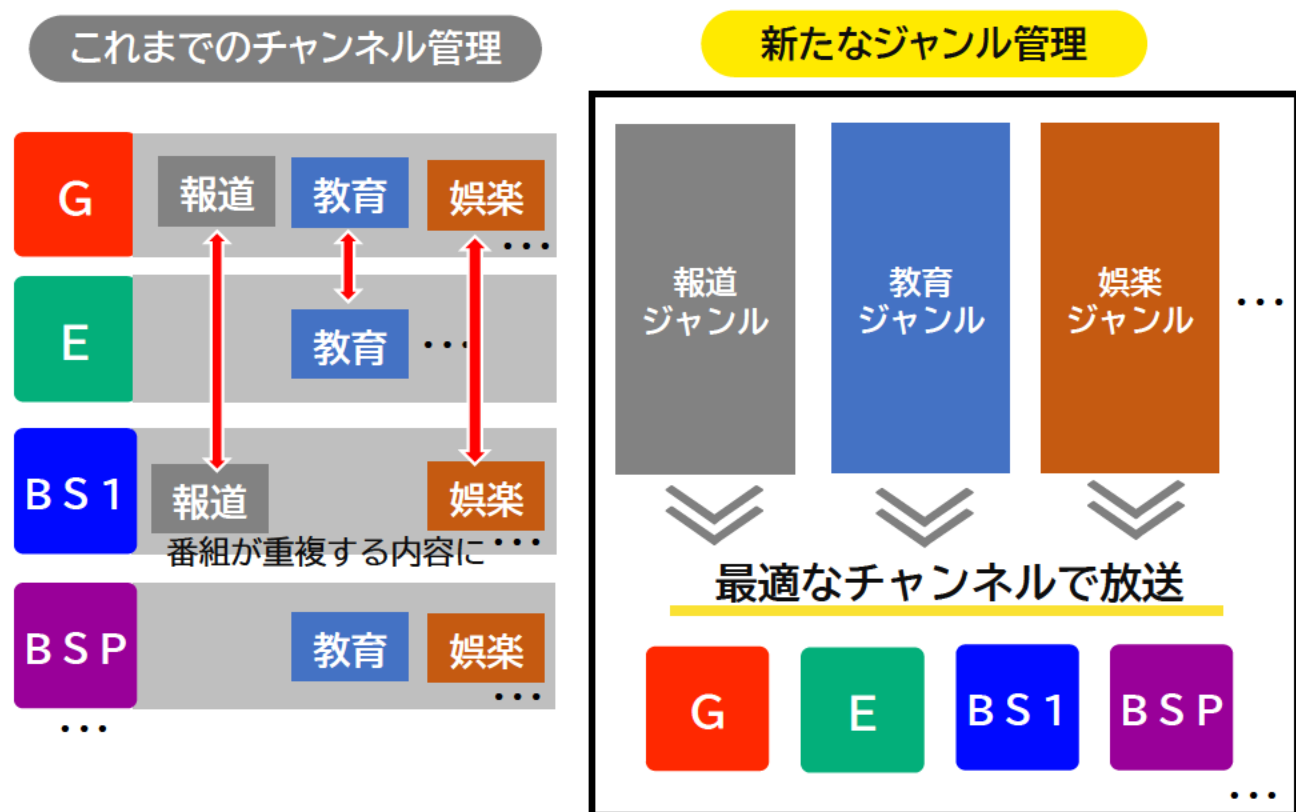 これまでのチャンネル管理
G
報道
教育
娯楽
･･･
E
教育
･･･
BS1
報道
娯楽
･･･
番組が重複する内容に
BSP
教育
娯楽
･･･
･･･
新たなジャンル管理
報道
ジャンル
教育
ジャンル
娯楽
ジャンル
･･･
最適なチャンネルで放送
G
E
BS1
BSP
･･･